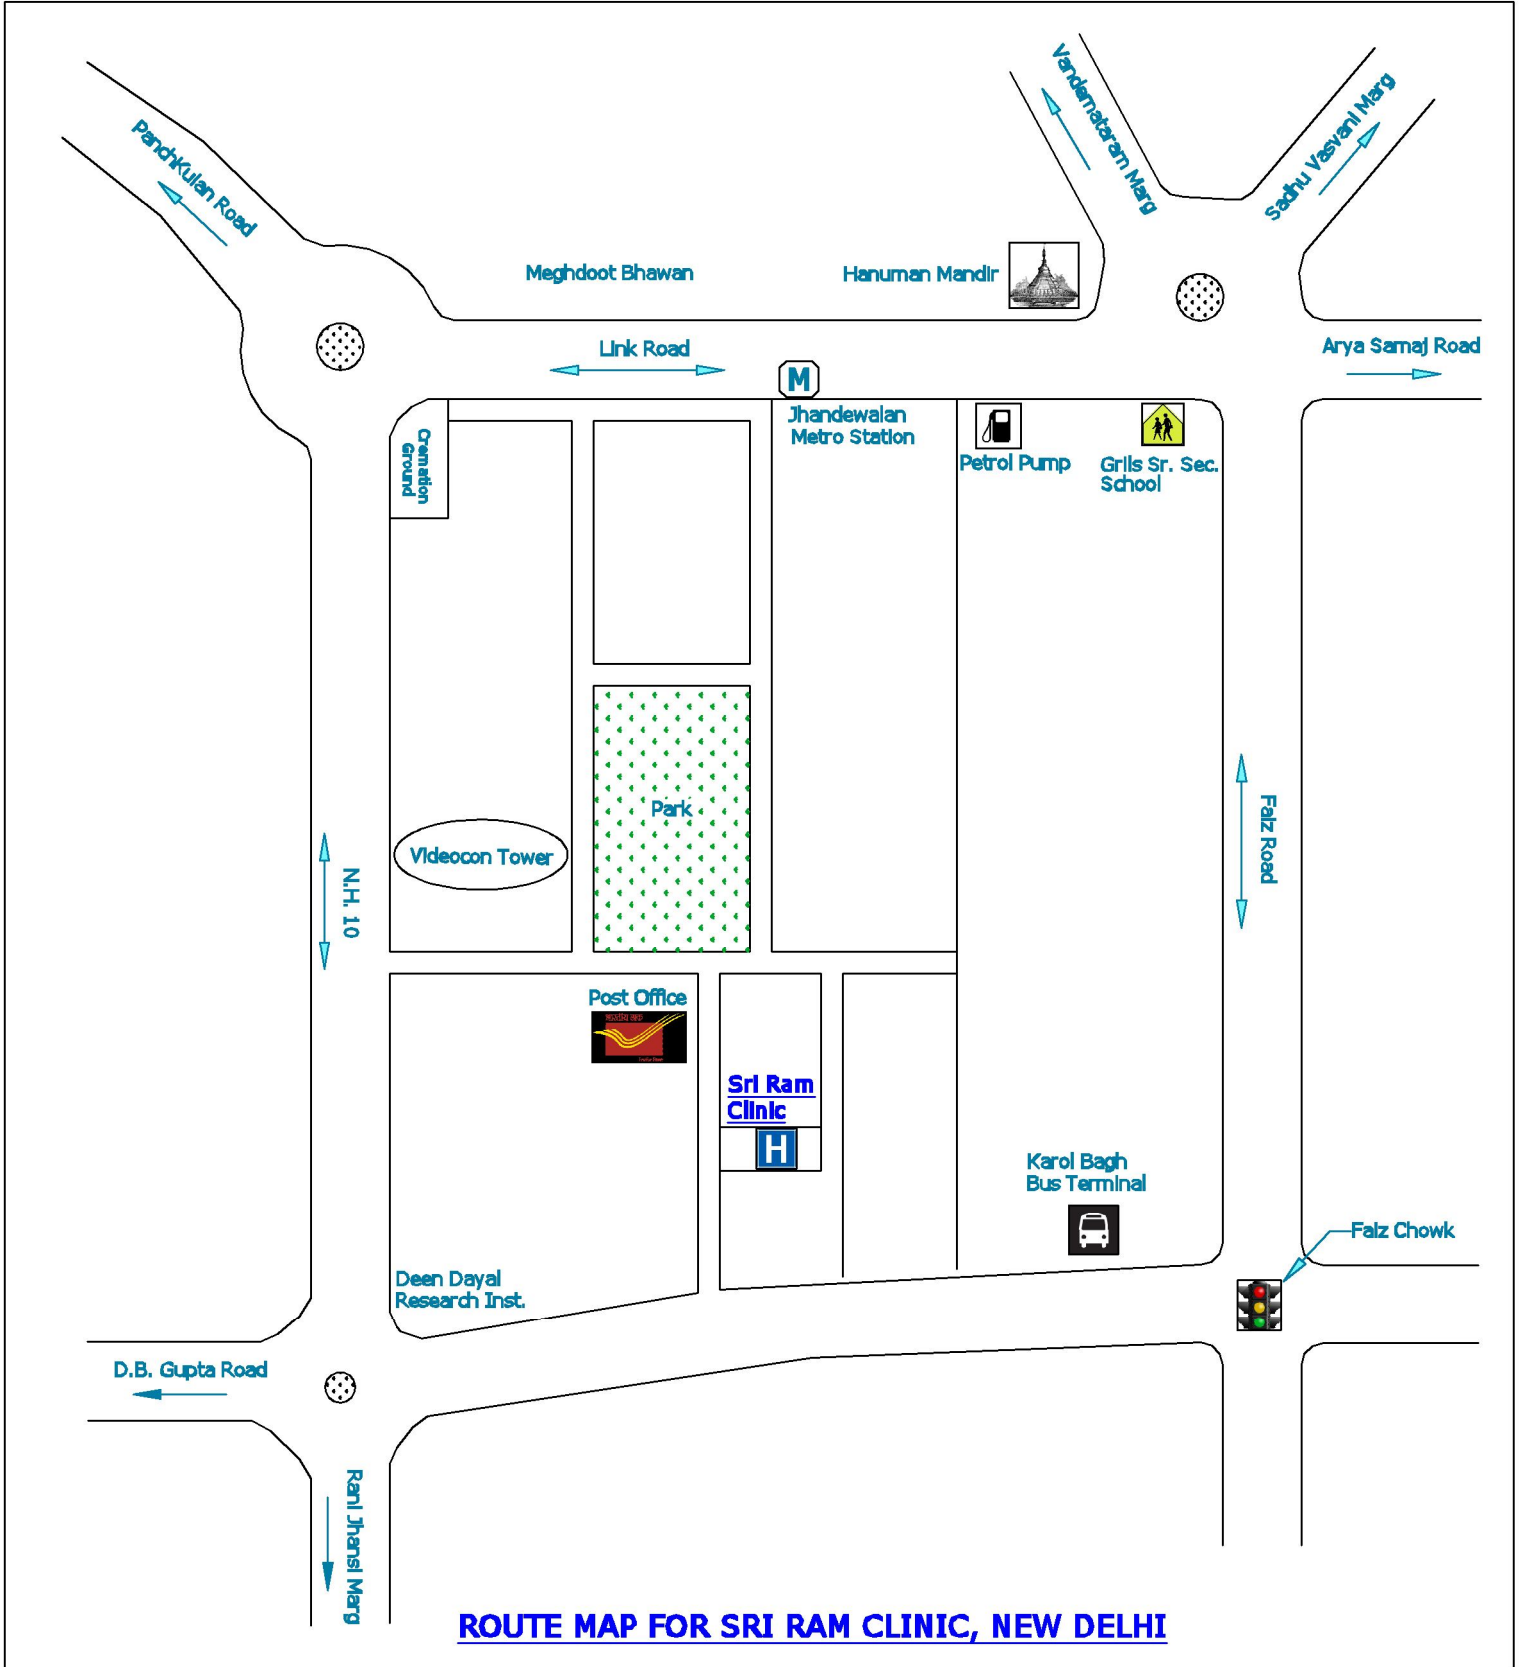 Vandemataram Marg
Sadhu Vasvani Marg
PanchKuian Road
Meghdoot Bhawan
Hanuman Mandir
Link Road
Arya Samaj Road
M
Jhandewalan
Metro Station
Cremation
Ground
Petrol Pump
Grils Sr. Sec.
School
Park
Videocon Tower
Faiz Road
N.H. 10
Post Office
Sri Ram
Clinic
H
Karol Bagh
Bus Terminal
Faiz Chowk
Deen Dayal
Research Inst.
D.B. Gupta Road
Rani Jhansi Marg
ROUTE MAP FOR SRI RAM CLINIC, NEW DELHI